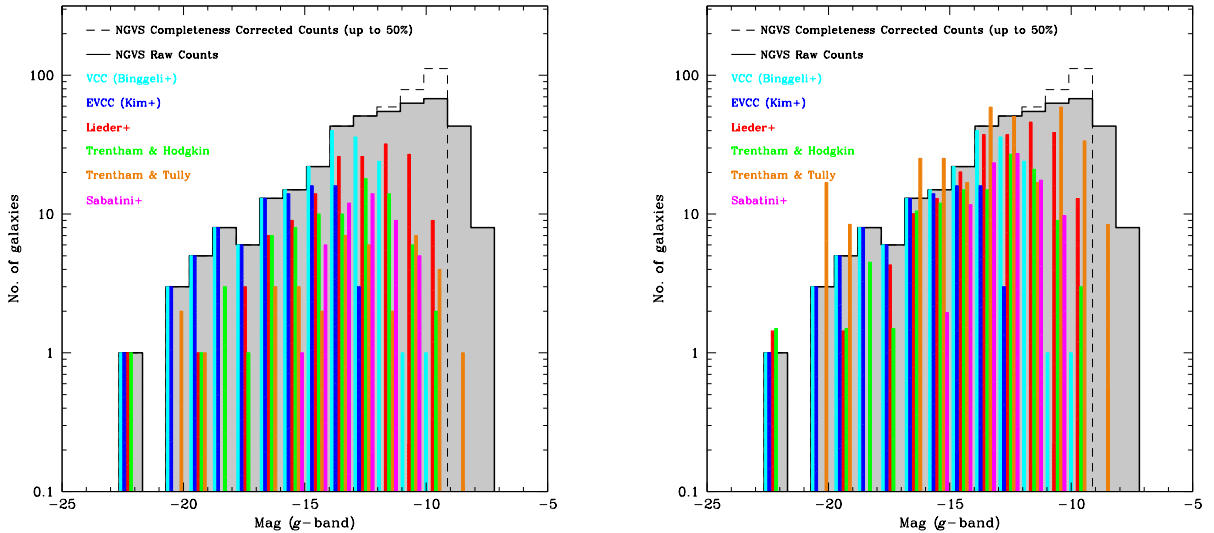 NGVS Completeness Corrected Counts (up to 50%)
NGVS Raw Counts
VCC (Binggeli+)
EVCC (Kim+)
Lieder+
Trentham & Hodgkin
Trentham & Tully
Sabatini+
No. of galaxies
100
10
1
0.1
−25
−20
−15
−10
−5
Mag (g−band)
NGVS Completeness Corrected Counts (up to 50%)
NGVS Raw Counts
VCC (Binggeli+)
EVCC (Kim+)
Lieder+
Trentham & Hodgkin
Trentham & Tully
Sabatini+
No. of galaxies
100
10
1
0.1
−25
−20
−15
−10
−5
Mag (g−band)